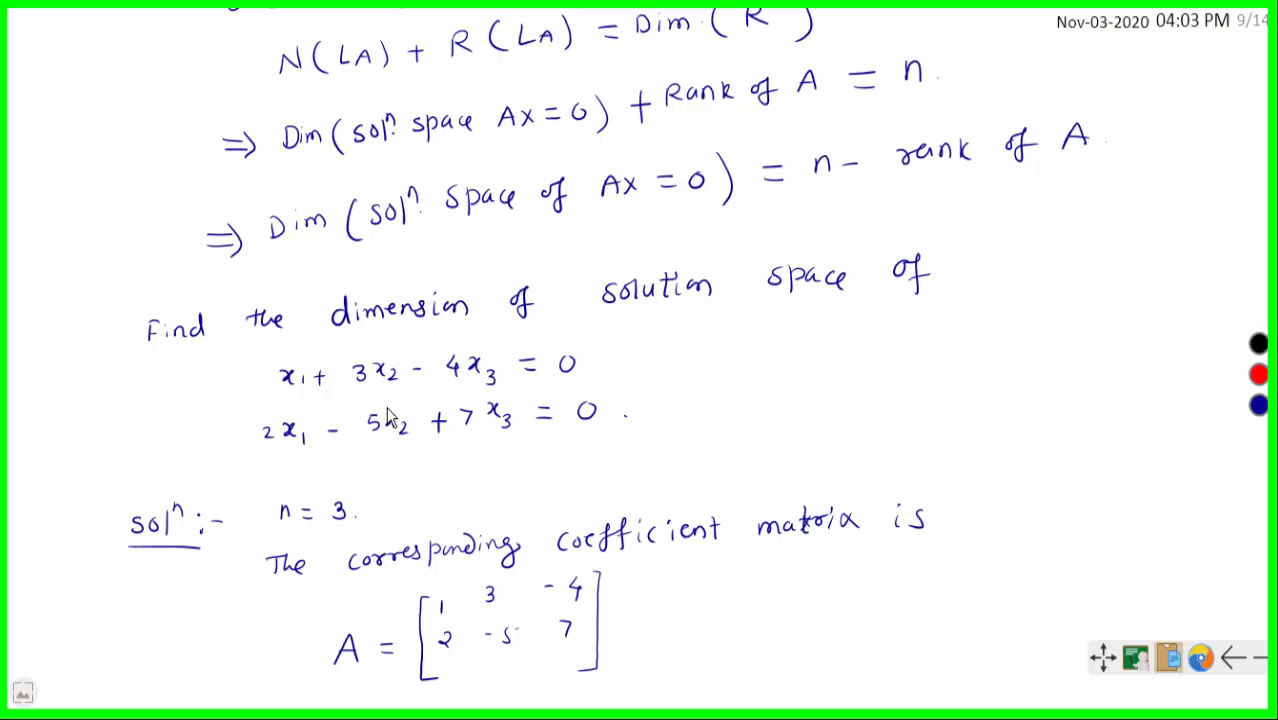 Nov-03-2020 04:03 PM 9/14
N(LA) + R(LA) = Dim(R )
⇒ Dim(solⁿ. space AX=0) + Rank of A = n.
⇒ Dim(solⁿ. space of AX=0) = n - rank of A.
Find the dimension of solution space of
x₁ + 3x₂ - 4x₃ = 0
2x₁ - 5x₂ + 7x₃ = 0.
solⁿ:- n = 3.
The corresponding coefficient matrix is
A = [1 3 -4
2 -5 7]